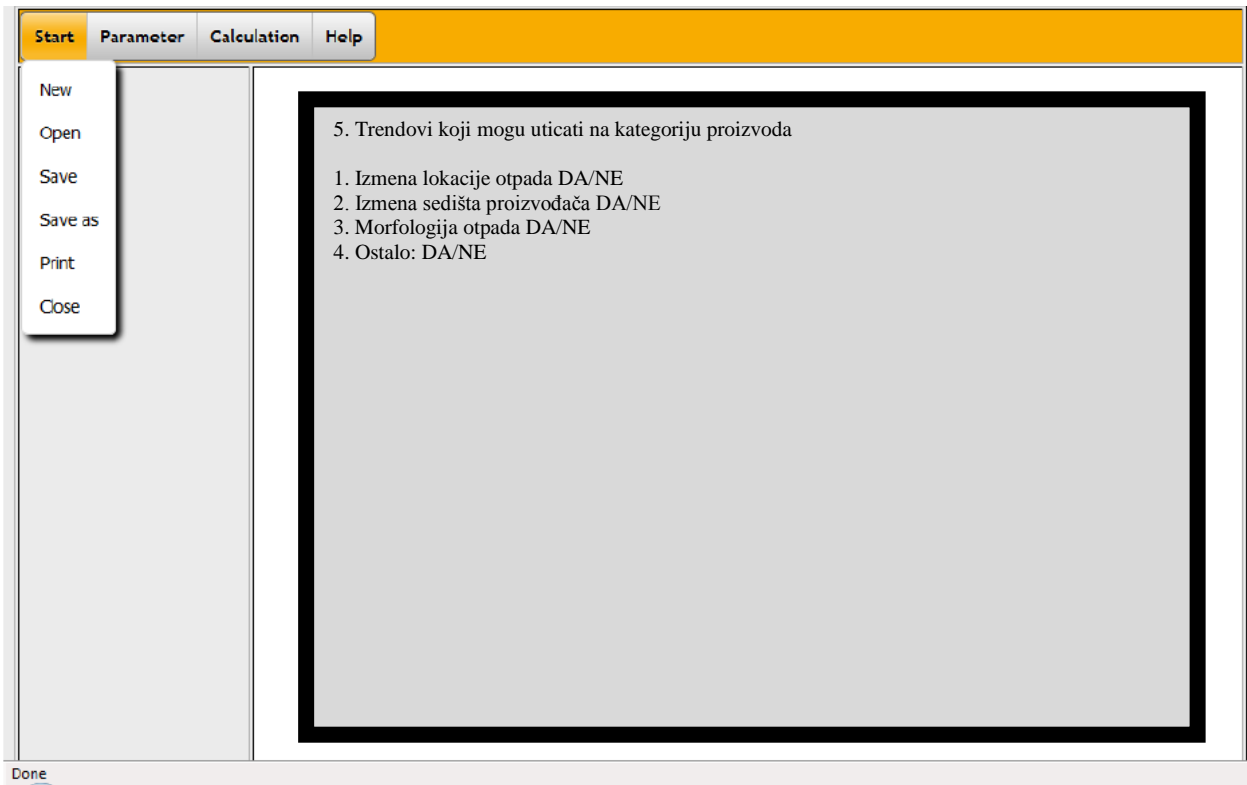 Start Parameter Calculation Help
New
Open
Save
Save as
Print
Close
5. Trendovi koji mogu uticati na kategoriju proizvoda
1. Izmena lokacije otpada DA/NE
2. Izmena sedišta proizvođača DA/NE
3. Morfologija otpada DA/NE
4. Ostalo: DA/NE
Done